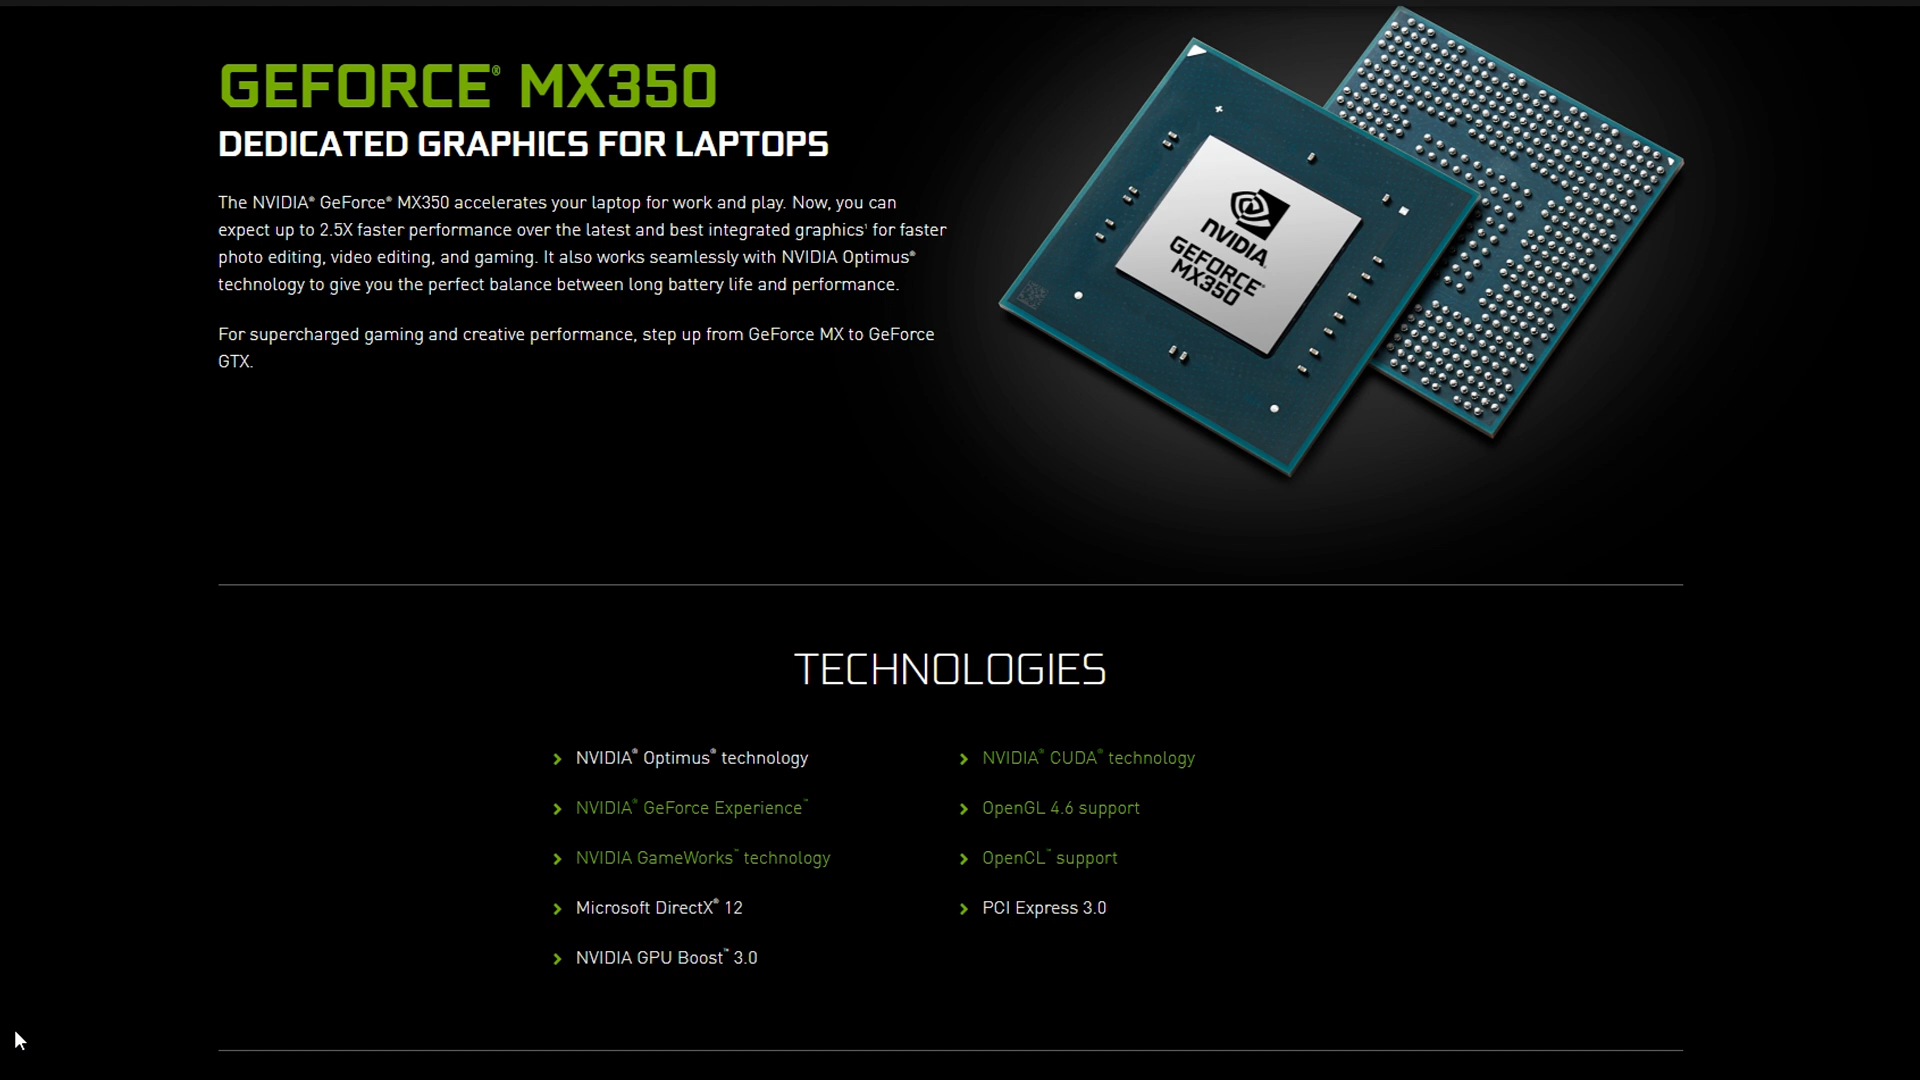 GEFORCE® MX350
DEDICATED GRAPHICS FOR LAPTOPS
The NVIDIA® GeForce® MX350 accelerates your laptop for work and play. Now, you can
expect up to 2.5X faster performance over the latest and best integrated graphics¹ for faster
photo editing, video editing, and gaming. It also works seamlessly with NVIDIA Optimus®
technology to give you the perfect balance between long battery life and performance.
For supercharged gaming and creative performance, step up from GeForce MX to GeForce
GTX.
NVIDIA.
GEFORCE®
MX350
TECHNOLOGIES
NVIDIA® Optimus® technology
NVIDIA® GeForce Experience™
NVIDIA GameWorks™ technology
Microsoft DirectX® 12
NVIDIA GPU Boost™ 3.0
NVIDIA® CUDA® technology
OpenGL 4.6 support
OpenCL™ support
PCI Express 3.0